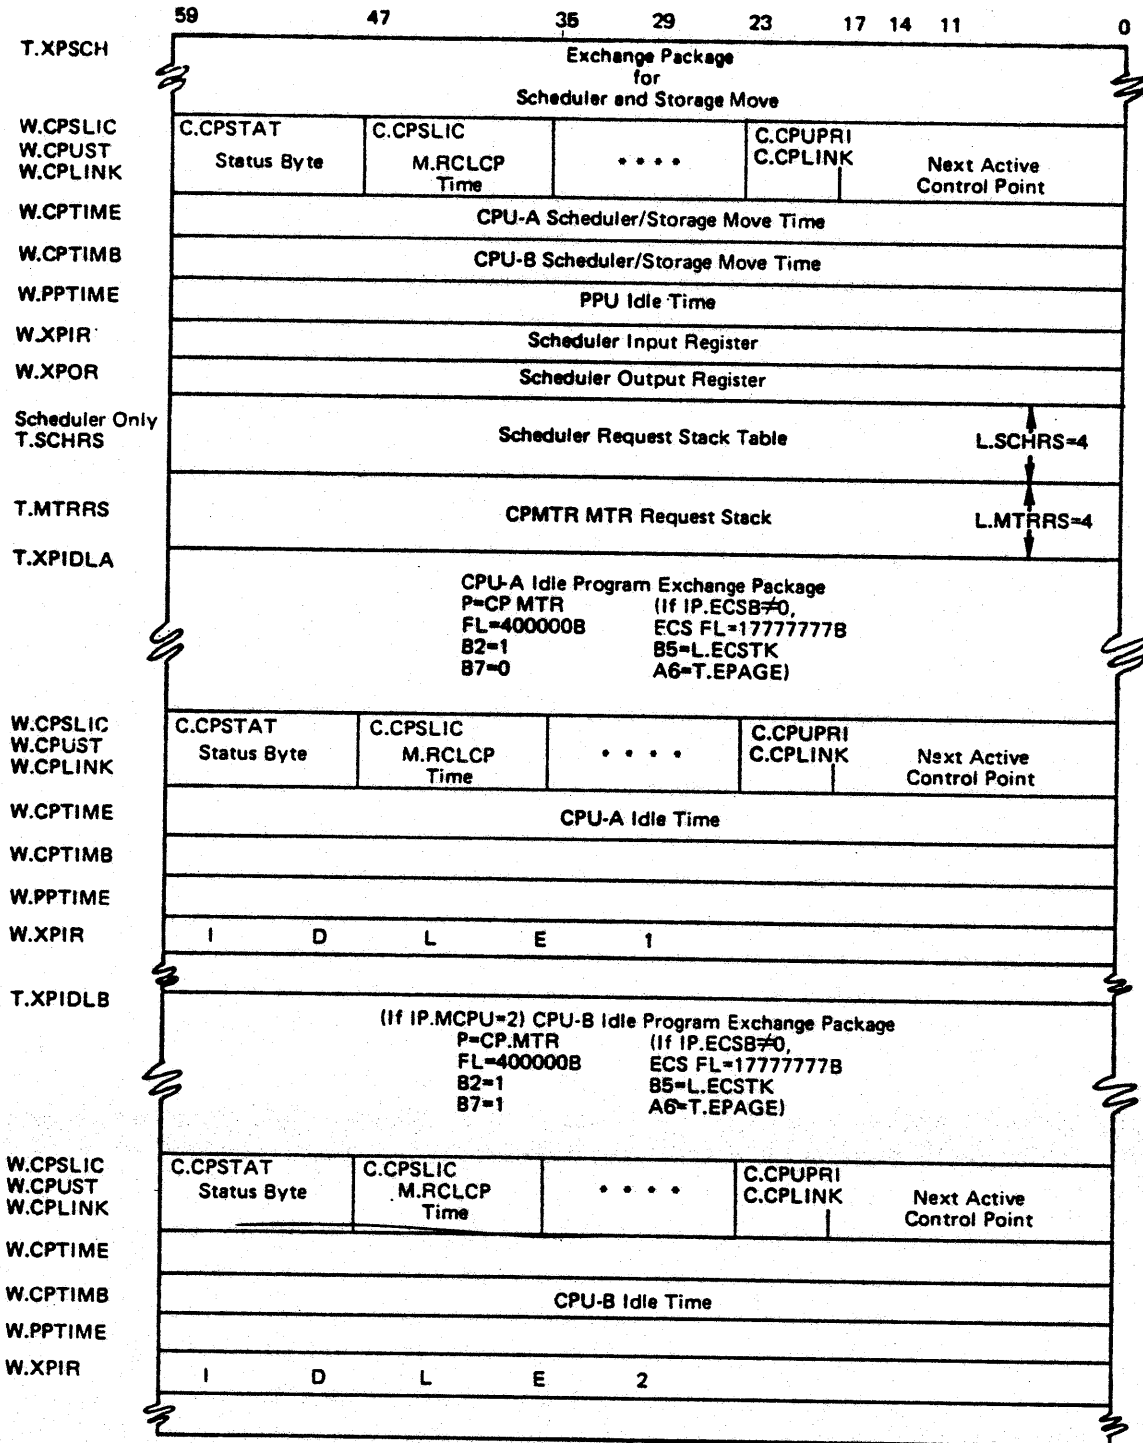 59 47 35 29 23 17 14 11 0
T.XPSCH
Exchange Package
for
Scheduler and Storage Move
W.CPSLIC C.CPSTAT C.CPSLIC C.CPUPRI
W.CPUST Status Byte M.RCLCP • • • • C.CPLINK Next Active
W.CPLINK Time Control Point
W.CPTIME CPU-A Scheduler/Storage Move Time
W.CPTIMB CPU-B Scheduler/Storage Move Time
W.PPTIME PPU Idle Time
W.XPIR Scheduler Input Register
W.XPOR Scheduler Output Register
Scheduler Only
T.SCHRS Scheduler Request Stack Table L.SCHRS=4
T.MTRRS CPMTR MTR Request Stack L.MTRRS=4
T.XPIDLA
CPU-A Idle Program Exchange Package
P=CP.MTR (If IP.ECSB≠0,
FL=400000B ECS FL=17777777B
B2=1 B5=L.ECSTK
B7=0 A6=T.EPAGE)
W.CPSLIC C.CPSTAT C.CPSLIC C.CPUPRI
W.CPUST Status Byte M.RCLCP • • • • C.CPLINK Next Active
W.CPLINK Time Control Point
W.CPTIME CPU-A Idle Time
W.CPTIMB
W.PPTIME
W.XPIR I D L E 1
T.XPIDLB
(If IP.MCPU=2) CPU-B Idle Program Exchange Package
P=CP.MTR (If IP.ECSB≠0,
FL=400000B ECS FL=17777777B
B2=1 B5=L.ECSTK
B7=1 A6=T.EPAGE)
W.CPSLIC C.CPSTAT C.CPSLIC C.CPUPRI
W.CPUST Status Byte M.RCLCP • • • • C.CPLINK Next Active
W.CPLINK Time Control Point
W.CPTIME
W.CPTIMB CPU-B Idle Time
W.PPTIME
W.XPIR I D L E 2